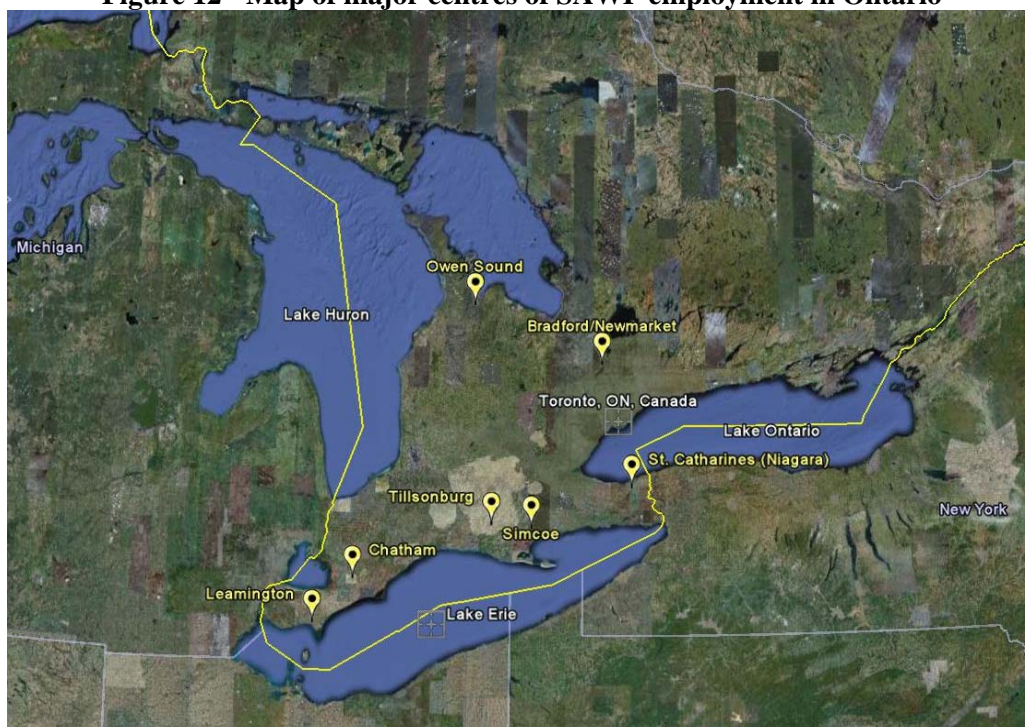 Figure 12 - Map of major centres of SAWP employment in Ontario
Michigan
Owen Sound
Lake Huron
Bradford/Newmarket
Toronto, ON, Canada
Lake Ontario
St. Catharines (Niagara)
Tillsonburg
Simcoe
New York
Chatham
Leamington
Lake Erie